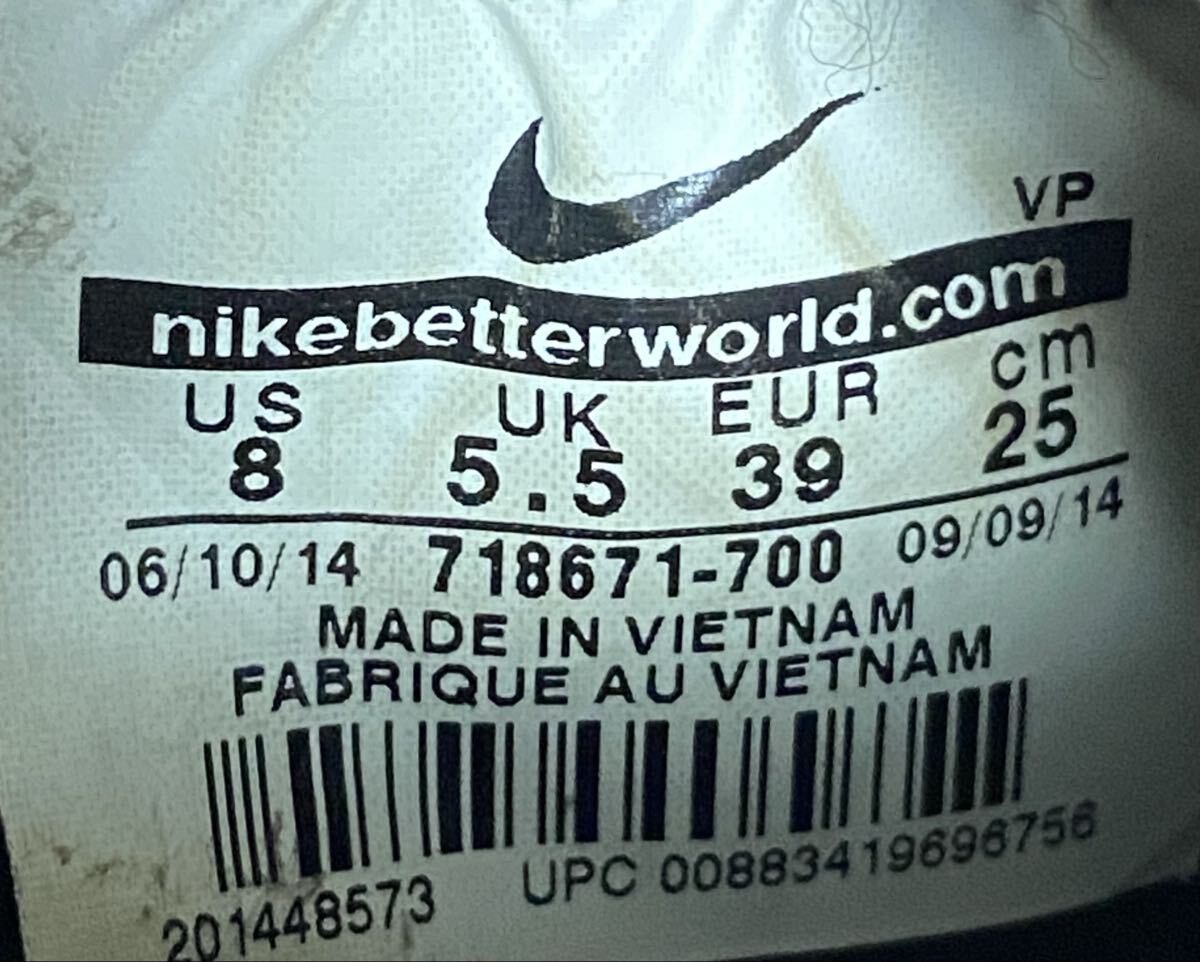 VP
nikebetterworld.com
US UK EUR cm
8 5.5 39 25
06/10/14 718671-700 09/09/14
MADE IN VIETNAM
FABRIQUE AU VIETNAM
201448573 UPC 00883419696756